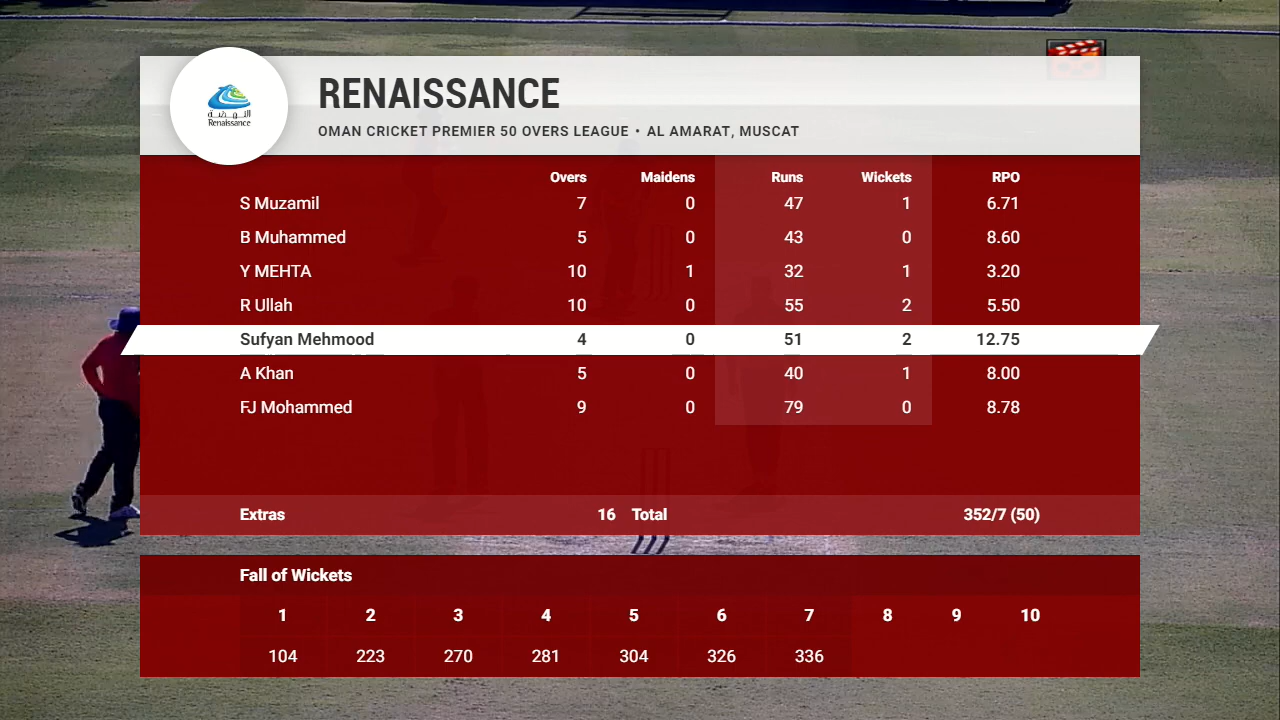 النهضة
Renaissance
RENAISSANCE
OMAN CRICKET PREMIER 50 OVERS LEAGUE • AL AMARAT, MUSCAT
Overs Maidens Runs Wickets RPO
S Muzamil 7 0 47 1 6.71
B Muhammed 5 0 43 0 8.60
Y MEHTA 10 1 32 1 3.20
R Ullah 10 0 55 2 5.50
Sufyan Mehmood 4 0 51 2 12.75
A Khan 5 0 40 1 8.00
FJ Mohammed 9 0 79 0 8.78
Extras 16 Total 352/7 (50)
Fall of Wickets
1 2 3 4 5 6 7 8 9 10
104 223 270 281 304 326 336